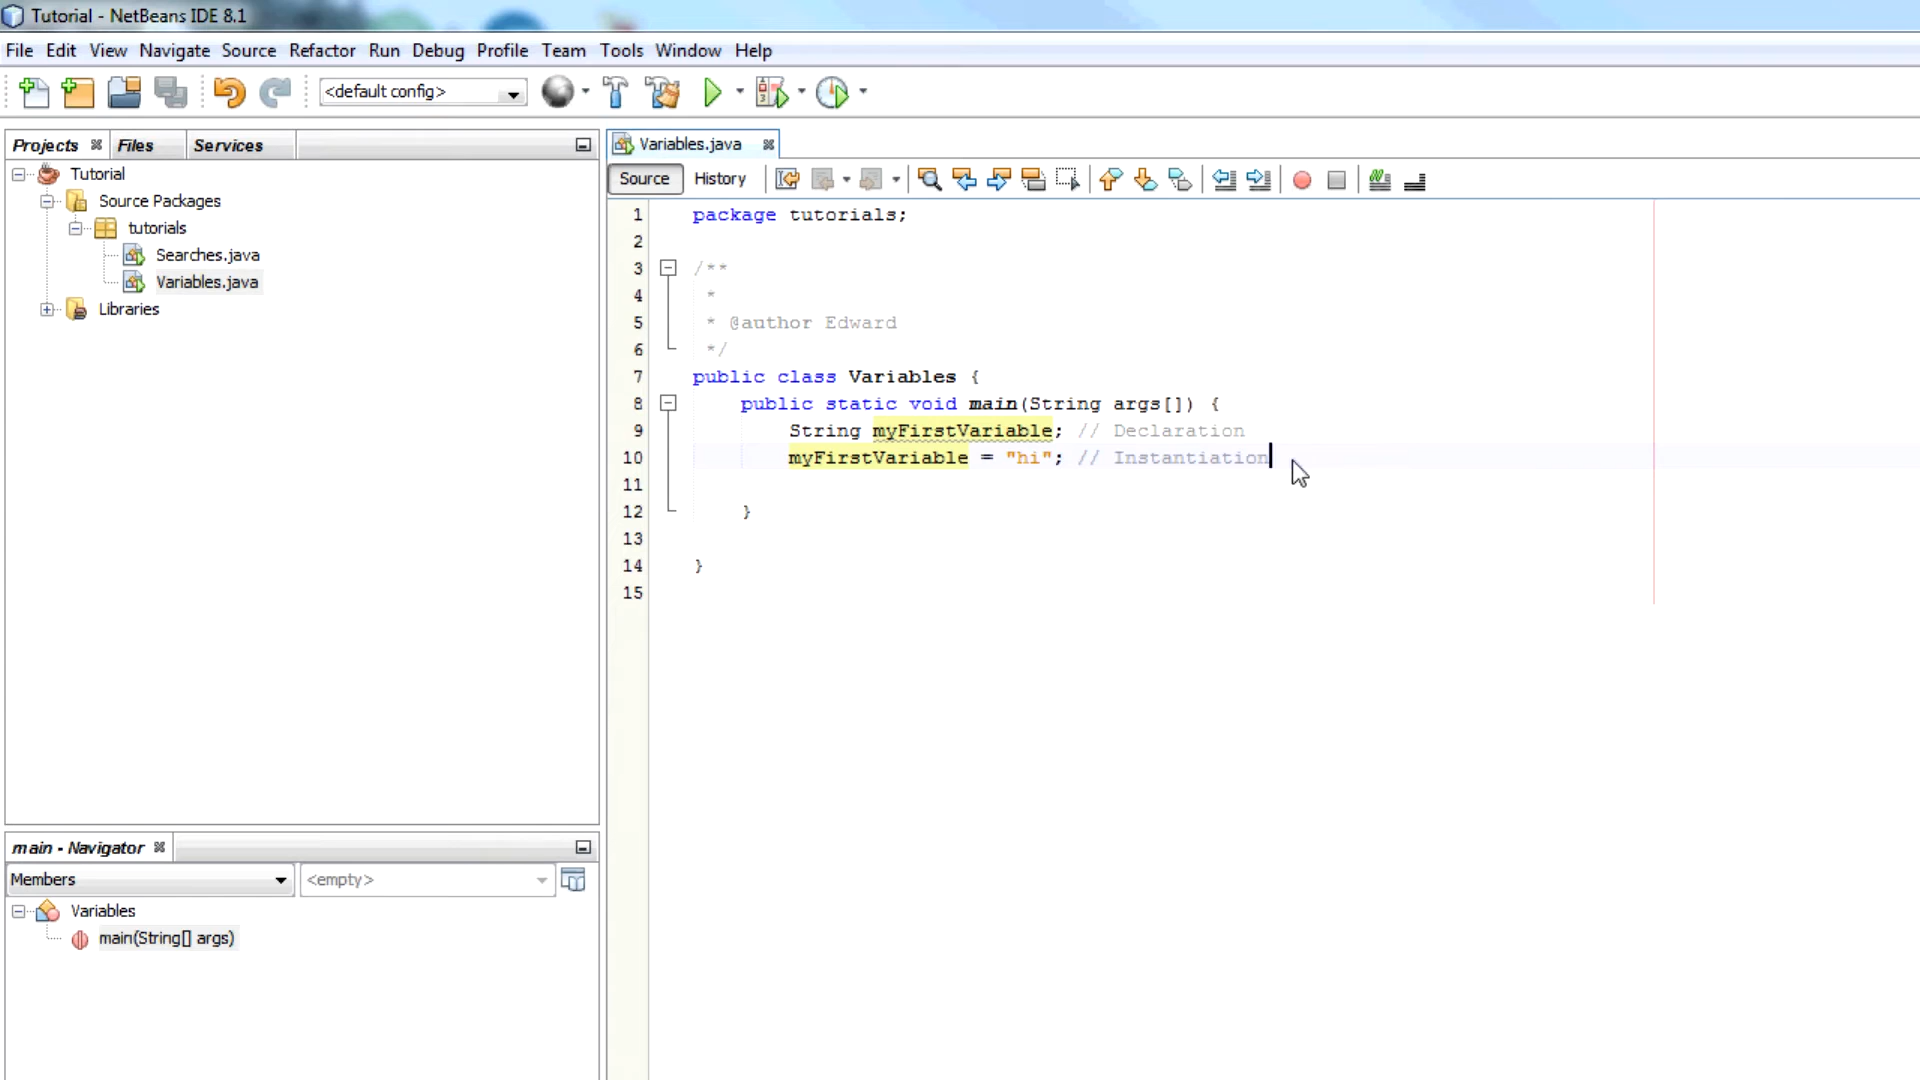 Tutorial - NetBeans IDE 8.1
File Edit View Navigate Source Refactor Run Debug Profile Team Tools Window Help
<default config>
Projects Files Services
Tutorial
Source Packages
tutorials
Searches.java
Variables.java
Libraries
Variables.java
Source History
1 package tutorials;
2
3 /**
4 *
5 * @author Edward
6 */
7 public class Variables {
8 public static void main(String args[]) {
9 String myFirstVariable; // Declaration
10 myFirstVariable = "hi"; // Instantiation
11
12 }
13
14 }
15
main - Navigator
Members <empty>
Variables
main(String[] args)